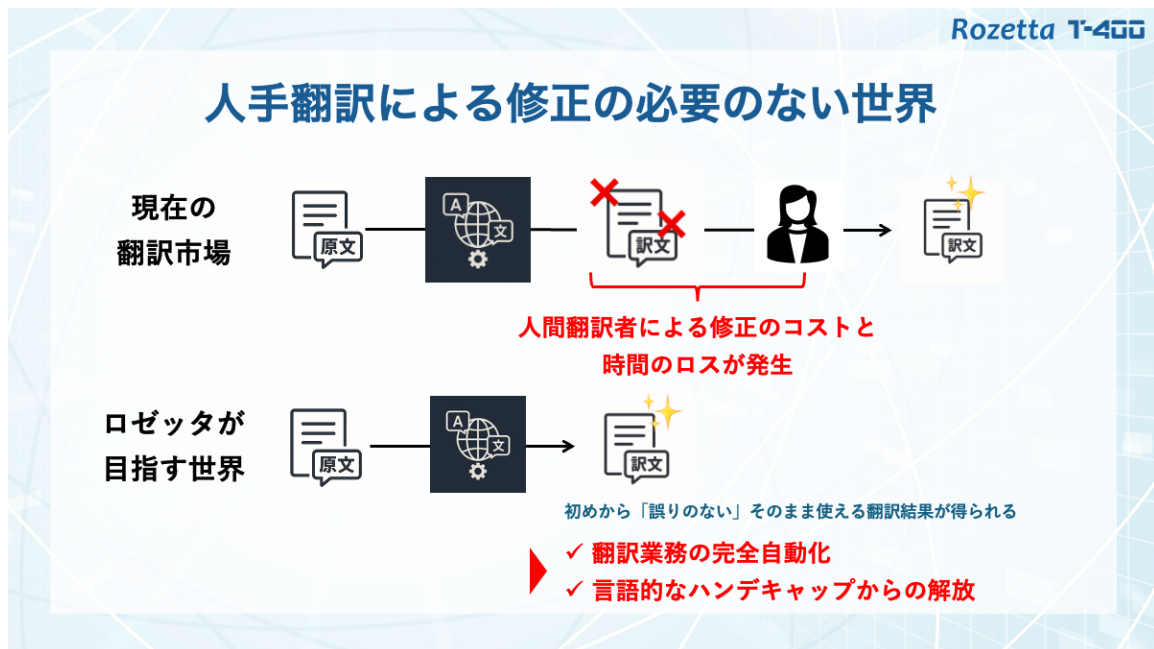 Rozetta T-400
人手翻訳による修正の必要のない世界
現在の
翻訳市場
原文
A
文
訳文
訳文
人間翻訳者による修正のコストと
時間のロスが発生
ロゼッタが
目指す世界
原文
A
文
訳文
初めから「誤りのない」そのまま使える翻訳結果が得られる
✓ 翻訳業務の完全自動化
✓ 言語的なハンデキャップからの解放